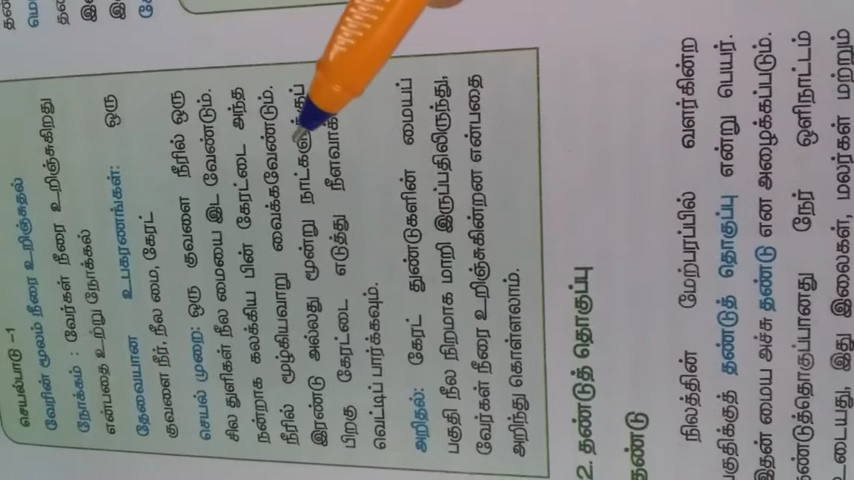 செயல்பாடு -1
வேரின் மூலம் நீரை உறிஞ்சுதல்
நோக்கம் : வேர்கள் நீரை உறிஞ்சுகிறது
என்பதை உற்று நோக்கல்
தேவையான உபகரணங்கள்: ஒரு
குவளை நீர், நீல மை, கேரட்
செயல் முறை: ஒரு குவளை நீரில் ஒரு
சில துளிகள் நீல மையை இட வேண்டும்.
நன்றாக கலக்கிய பின் கேரட்டை அந்த
நீரில் மூழ்கியவாறு வைக்கவேண்டும்.
இரண்டு அல்லது மூன்று
பிறகு கேரட்டை எடுத்து
வெட்டிப் பார்க்கவும்.
அறிதல்: கேரட் துண்டுகளின் மையப்
பகுதி நீல நிறமாக மாறி இருப்பதிலிருந்து,
வேர்கள் நீரை உறிஞ்சுகின்றன என்பதை
அறிந்து கொள்ளலாம்.
2. தண்டுத் தொகுப்பு
தண்டு
நிலத்தின் மேற்பரப்பில் வளர்கின்ற
பகுதிக்குத் தண்டுத் தொகுப்பு என்று பெயர்.
இதன் மைய அச்சு தண்டு என அழைக்கப்படும்.
தண்டுத்தொகுப்பானது நேர் ஒளிநாட்டம்
உடையது, இது இலைகள், மலர்கள் மற்றும்